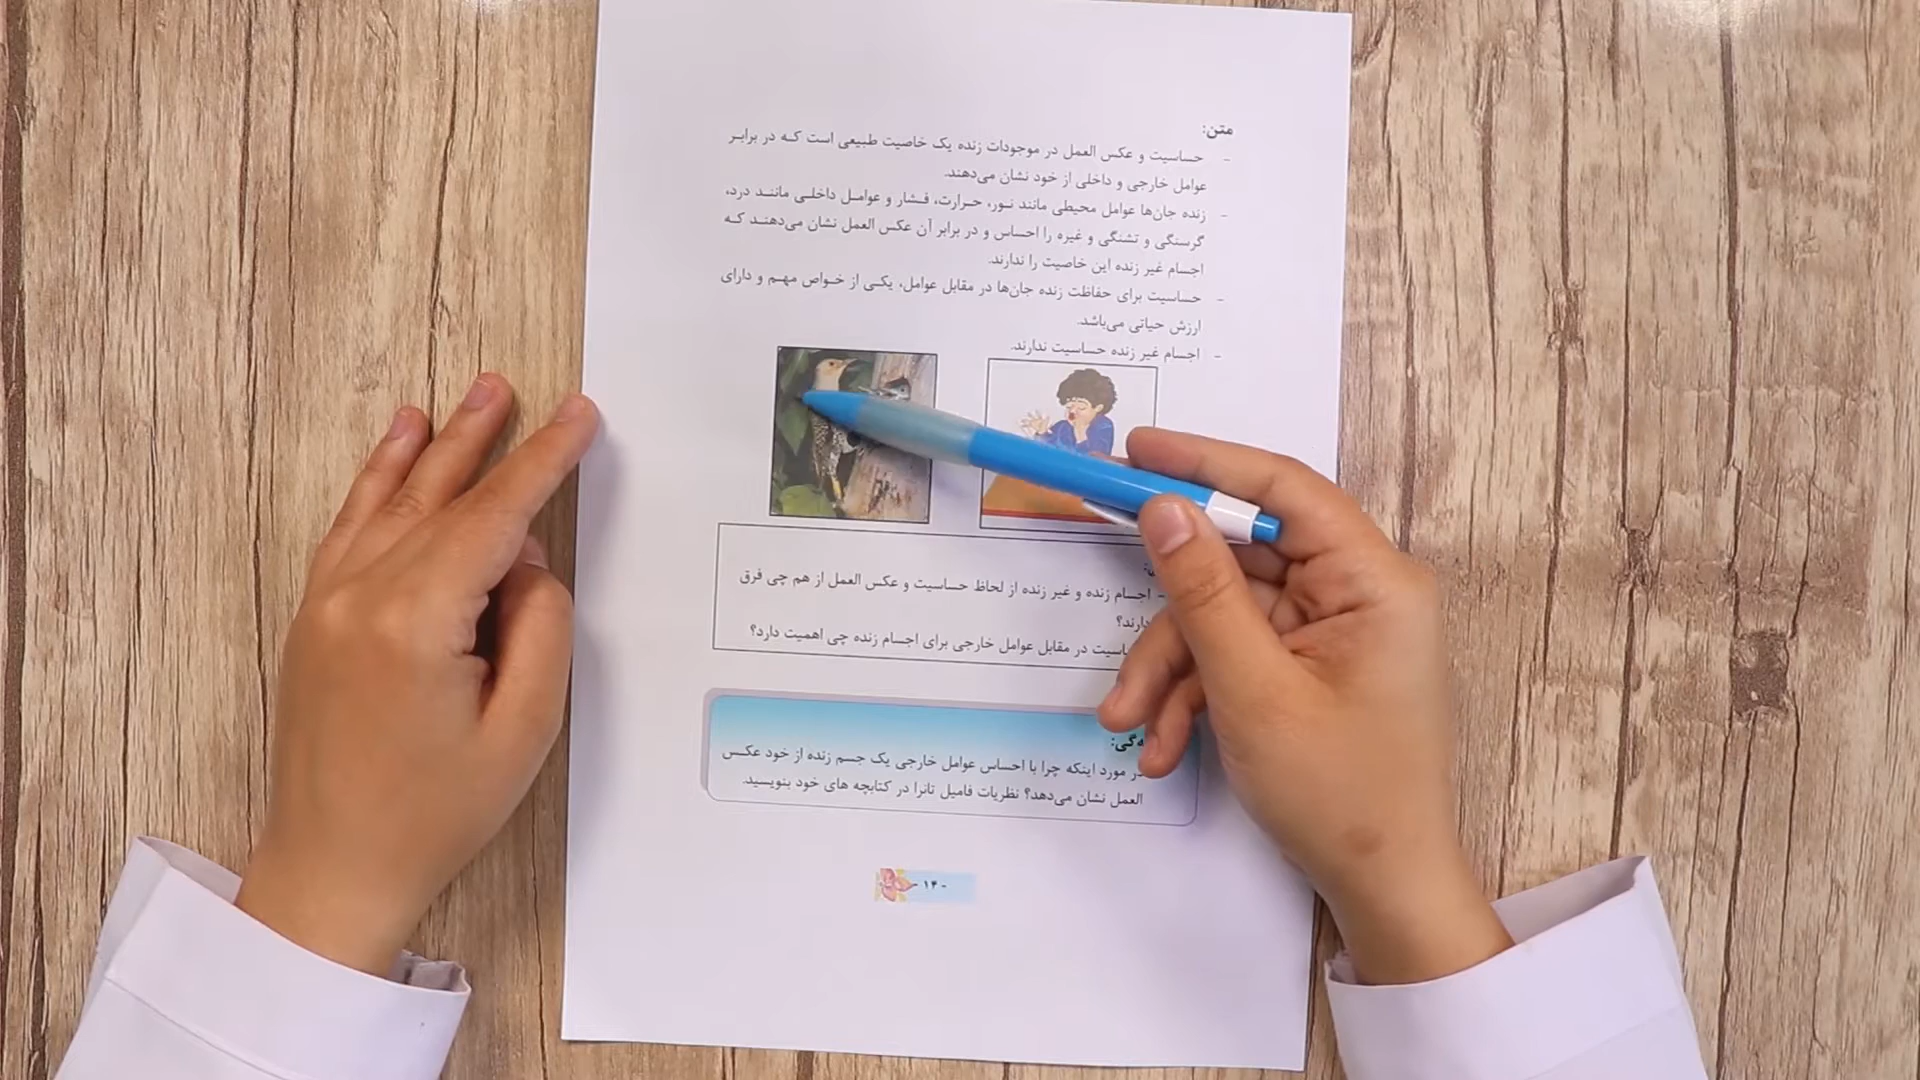 متن:
- حساسیت و عکس العمل در موجودات زنده یک خاصیت طبیعی است که در برابر
عوامل خارجی و داخلی از خود نشان می‌دهند.
- زنده جان‌ها عوامل محیطی مانند نور، حرارت، فشار و عوامل داخلی مانند درد،
گرسنگی و تشنگی و غیره را احساس و در برابر آن عکس العمل نشان می‌دهند که
اجسام غیر زنده این خاصیت را ندارند.
- حساسیت برای حفاظت زنده جان‌ها در مقابل عوامل، یکی از خواص مهم و دارای
ارزش حیاتی می‌باشد.
- اجسام غیر زنده حساسیت ندارند.
- اجسام زنده و غیر زنده از لحاظ حساسیت و عکس العمل از هم چی فرق
در مقابل عوامل خارجی برای اجسام زنده چی اهمیت دارد؟
در مورد اینکه چرا با احساس عوامل خارجی یک جسم زنده از خود عکس
العمل نشان می‌دهد؟ نظریات فامیل تانرا در کتابچه های خود بنویسید.
- ۱۴ -